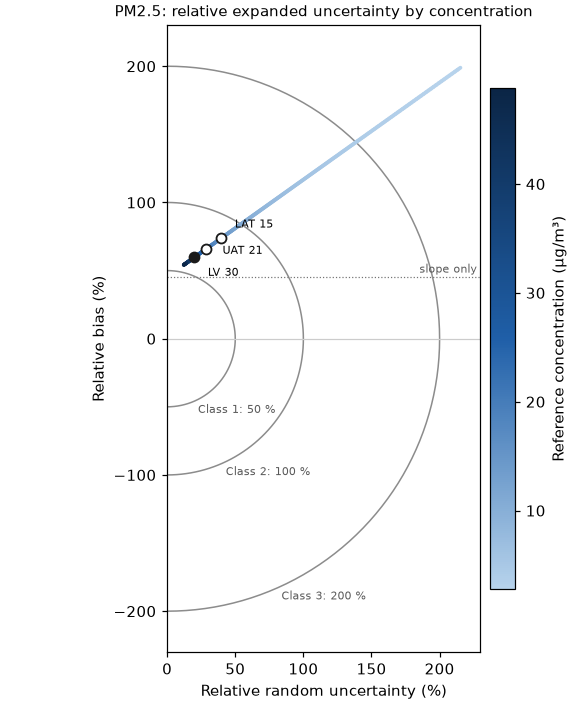 PM2.5: relative expanded uncertainty by concentration
200
100
0
−100
−200
Relative bias (%)
LAT 15
UAT 21
LV 30
slope only
Class 1: 50 %
Class 2: 100 %
Class 3: 200 %
0
50
100
150
200
Relative random uncertainty (%)
40
30
20
10
Reference concentration (µg/m³)